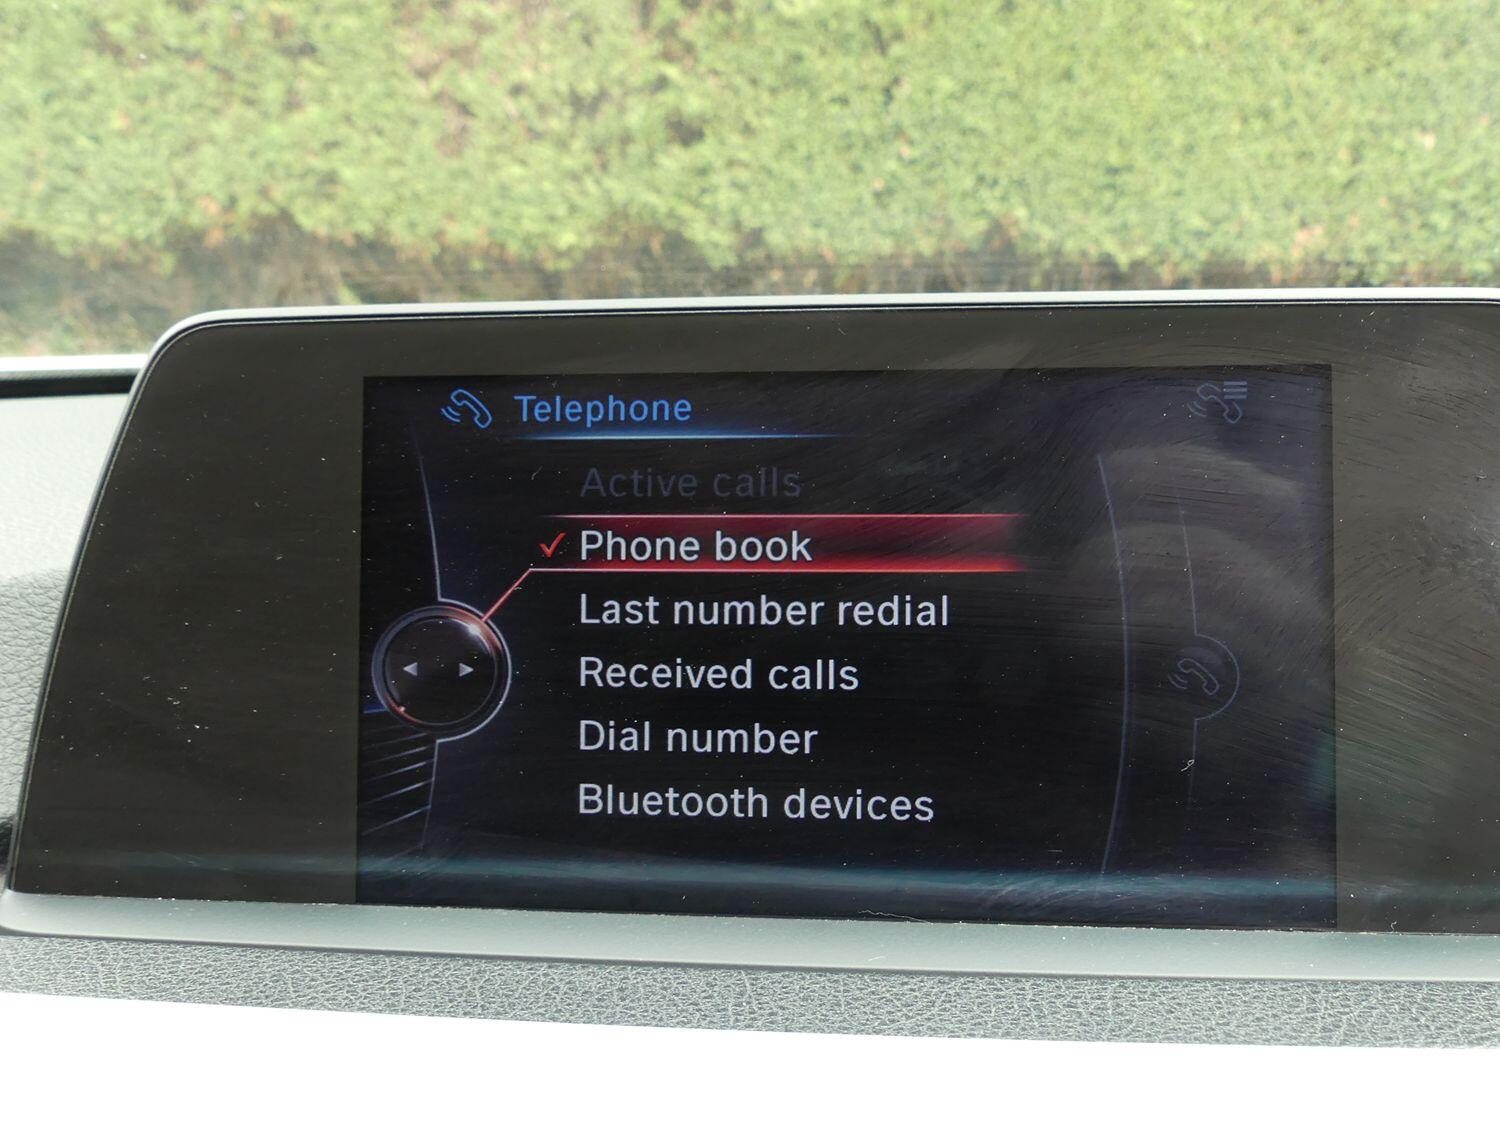 Telephone
Active calls
Phone book
Last number redial
Received calls
Dial number
Bluetooth devices